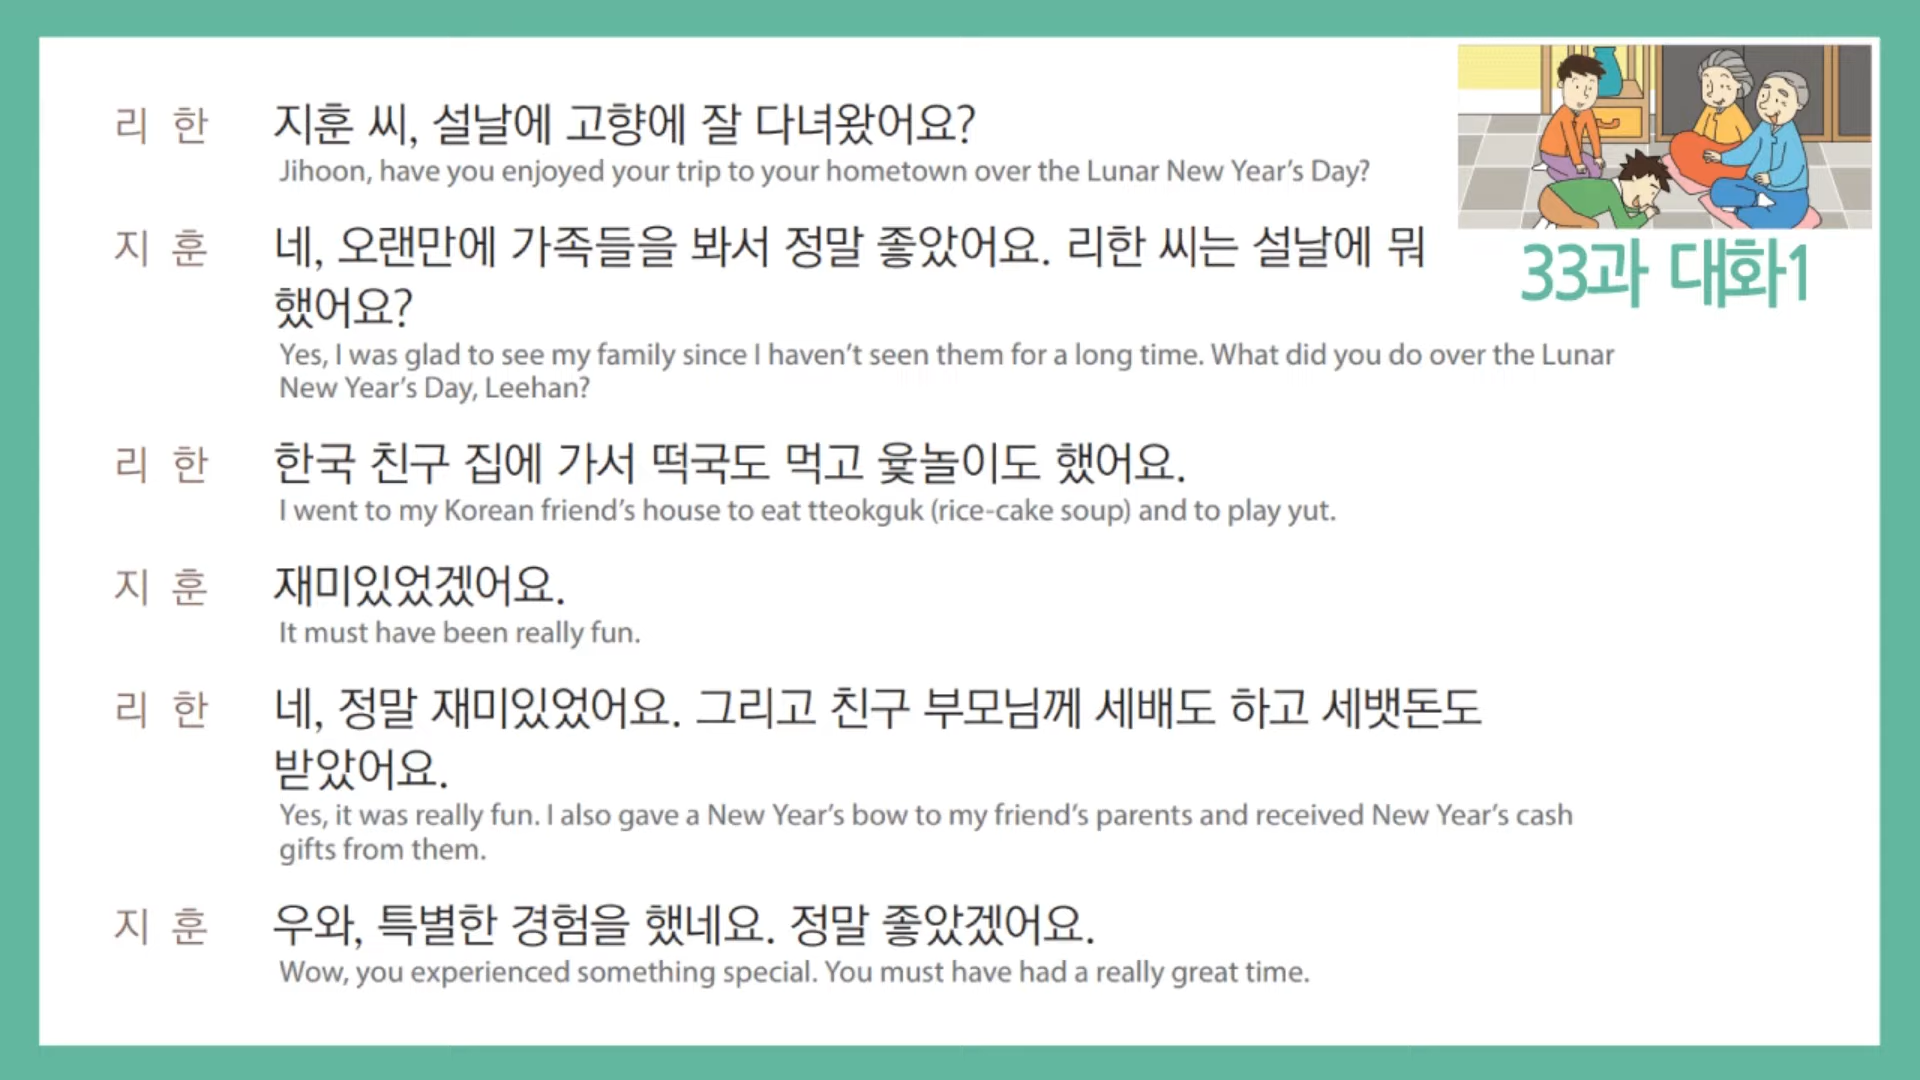 리 한 지훈 씨, 설날에 고향에 잘 다녀왔어요?
Jihoon, have you enjoyed your trip to your hometown over the Lunar New Year’s Day?
33과 대화1
지 훈 네, 오랜만에 가족들을 봐서 정말 좋았어요. 리한 씨는 설날에 뭐
했어요?
Yes, I was glad to see my family since I haven’t seen them for a long time. What did you do over the Lunar
New Year’s Day, Leehan?
리 한 한국 친구 집에 가서 떡국도 먹고 윷놀이도 했어요.
I went to my Korean friend’s house to eat tteokguk (rice-cake soup) and to play yut.
지 훈 재미있었겠어요.
It must have been really fun.
리 한 네, 정말 재미있었어요. 그리고 친구 부모님께 세배도 하고 세뱃돈도
받았어요.
Yes, it was really fun. I also gave a New Year’s bow to my friend’s parents and received New Year’s cash
gifts from them.
지 훈 우와, 특별한 경험을 했네요. 정말 좋았겠어요.
Wow, you experienced something special. You must have had a really great time.